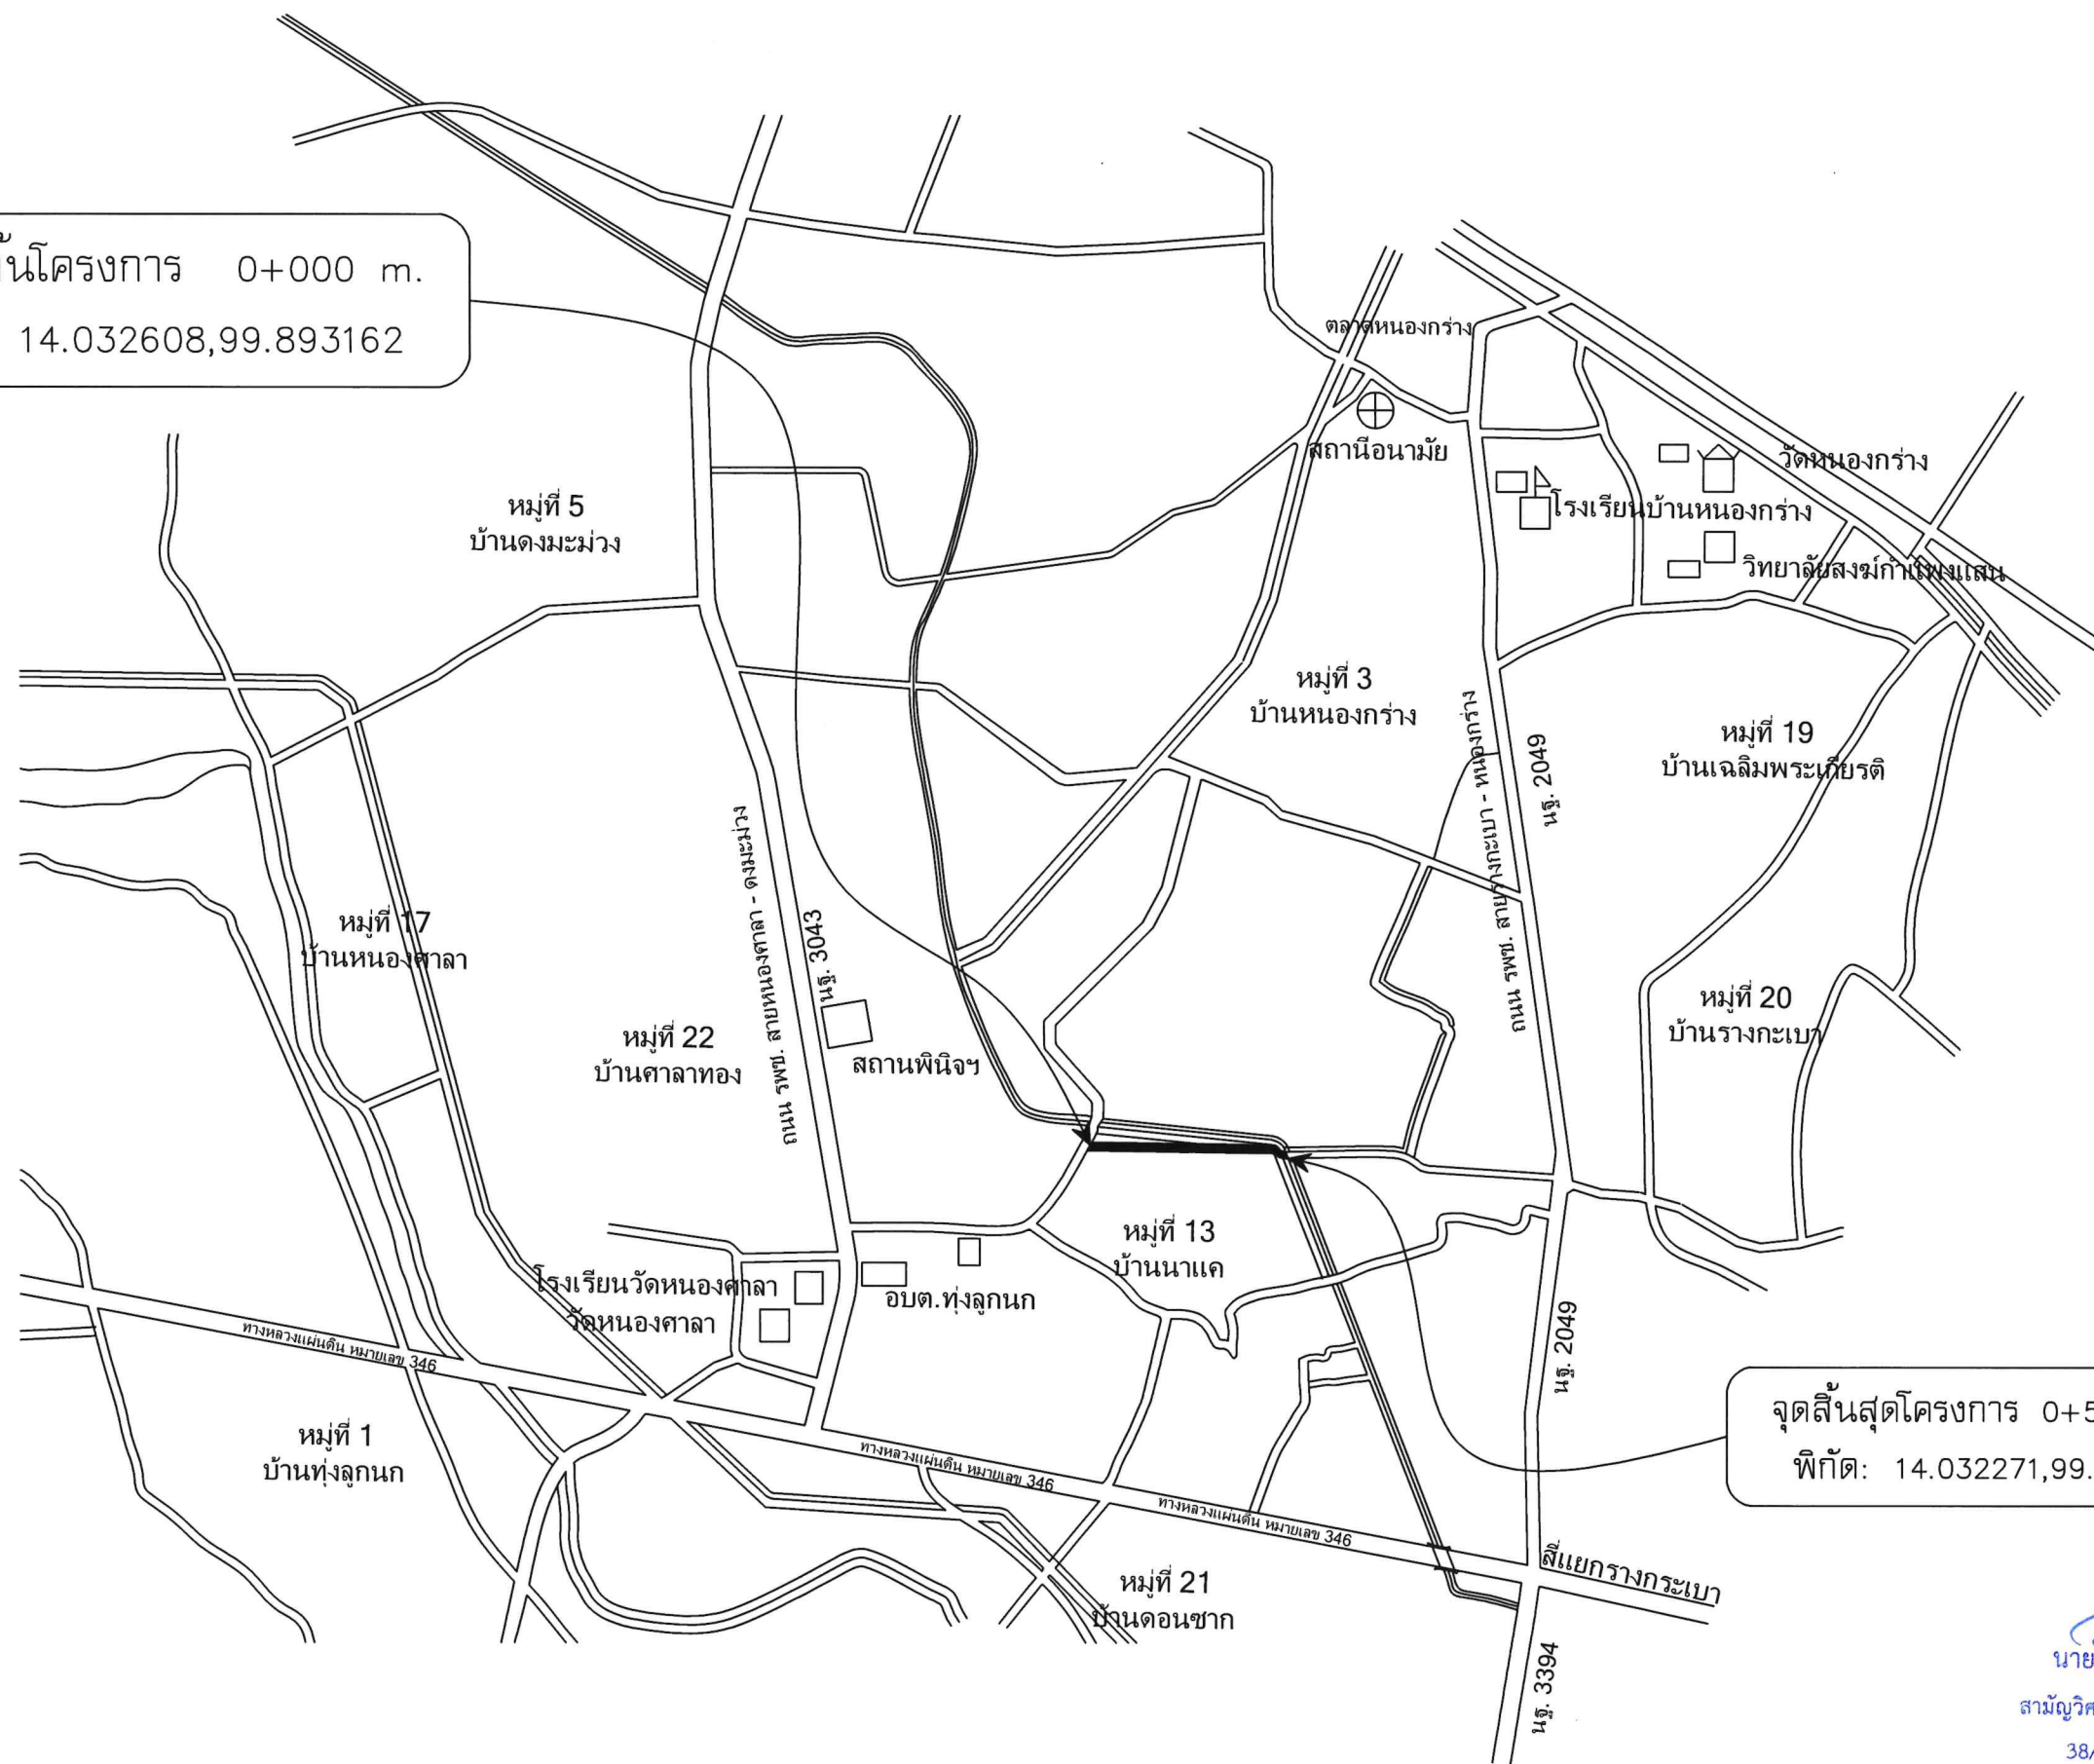 ้นโครงการ 0+000 m.
14.032608,99.893162
ตลาดหนองกร่าง
สถานีอนามัย
วัดหนองกร่าง
โรงเรียนบ้านหนองกร่าง
วิทยาลัยสงฆ์กำแพงแสน
หมู่ที่ 5
บ้านดงมะม่วง
หมู่ที่ 3
บ้านหนองกร่าง
หมู่ที่ 19
บ้านเฉลิมพระเกียรติ
ถนน รพช. สายรางกะเบา - หนองกร่าง
นฐ. 2049
ถนน รพช. สายหนองศาลา - ดงมะม่วง
นฐ. 3043
หมู่ที่ 17
บ้านหนองศาลา
หมู่ที่ 22
บ้านศาลาทอง
สถานพินิจฯ
หมู่ที่ 20
บ้านรางกะเบา
หมู่ที่ 13
บ้านนาแค
โรงเรียนวัดหนองศาลา
วัดหนองศาลา
อบต.ทุ่งลูกนก
นฐ. 2049
ทางหลวงแผ่นดิน หมายเลข 346
หมู่ที่ 1
บ้านทุ่งลูกนก
ทางหลวงแผ่นดิน หมายเลข 346
ทางหลวงแผ่นดิน หมายเลข 346
จุดสิ้นสุดโครงการ 0+5
พิกัด: 14.032271,99.
สี่แยกรางกระเบา
หมู่ที่ 21
บ้านดอนซาก
นฐ. 3394
นาย
สามัญวิศ
38/